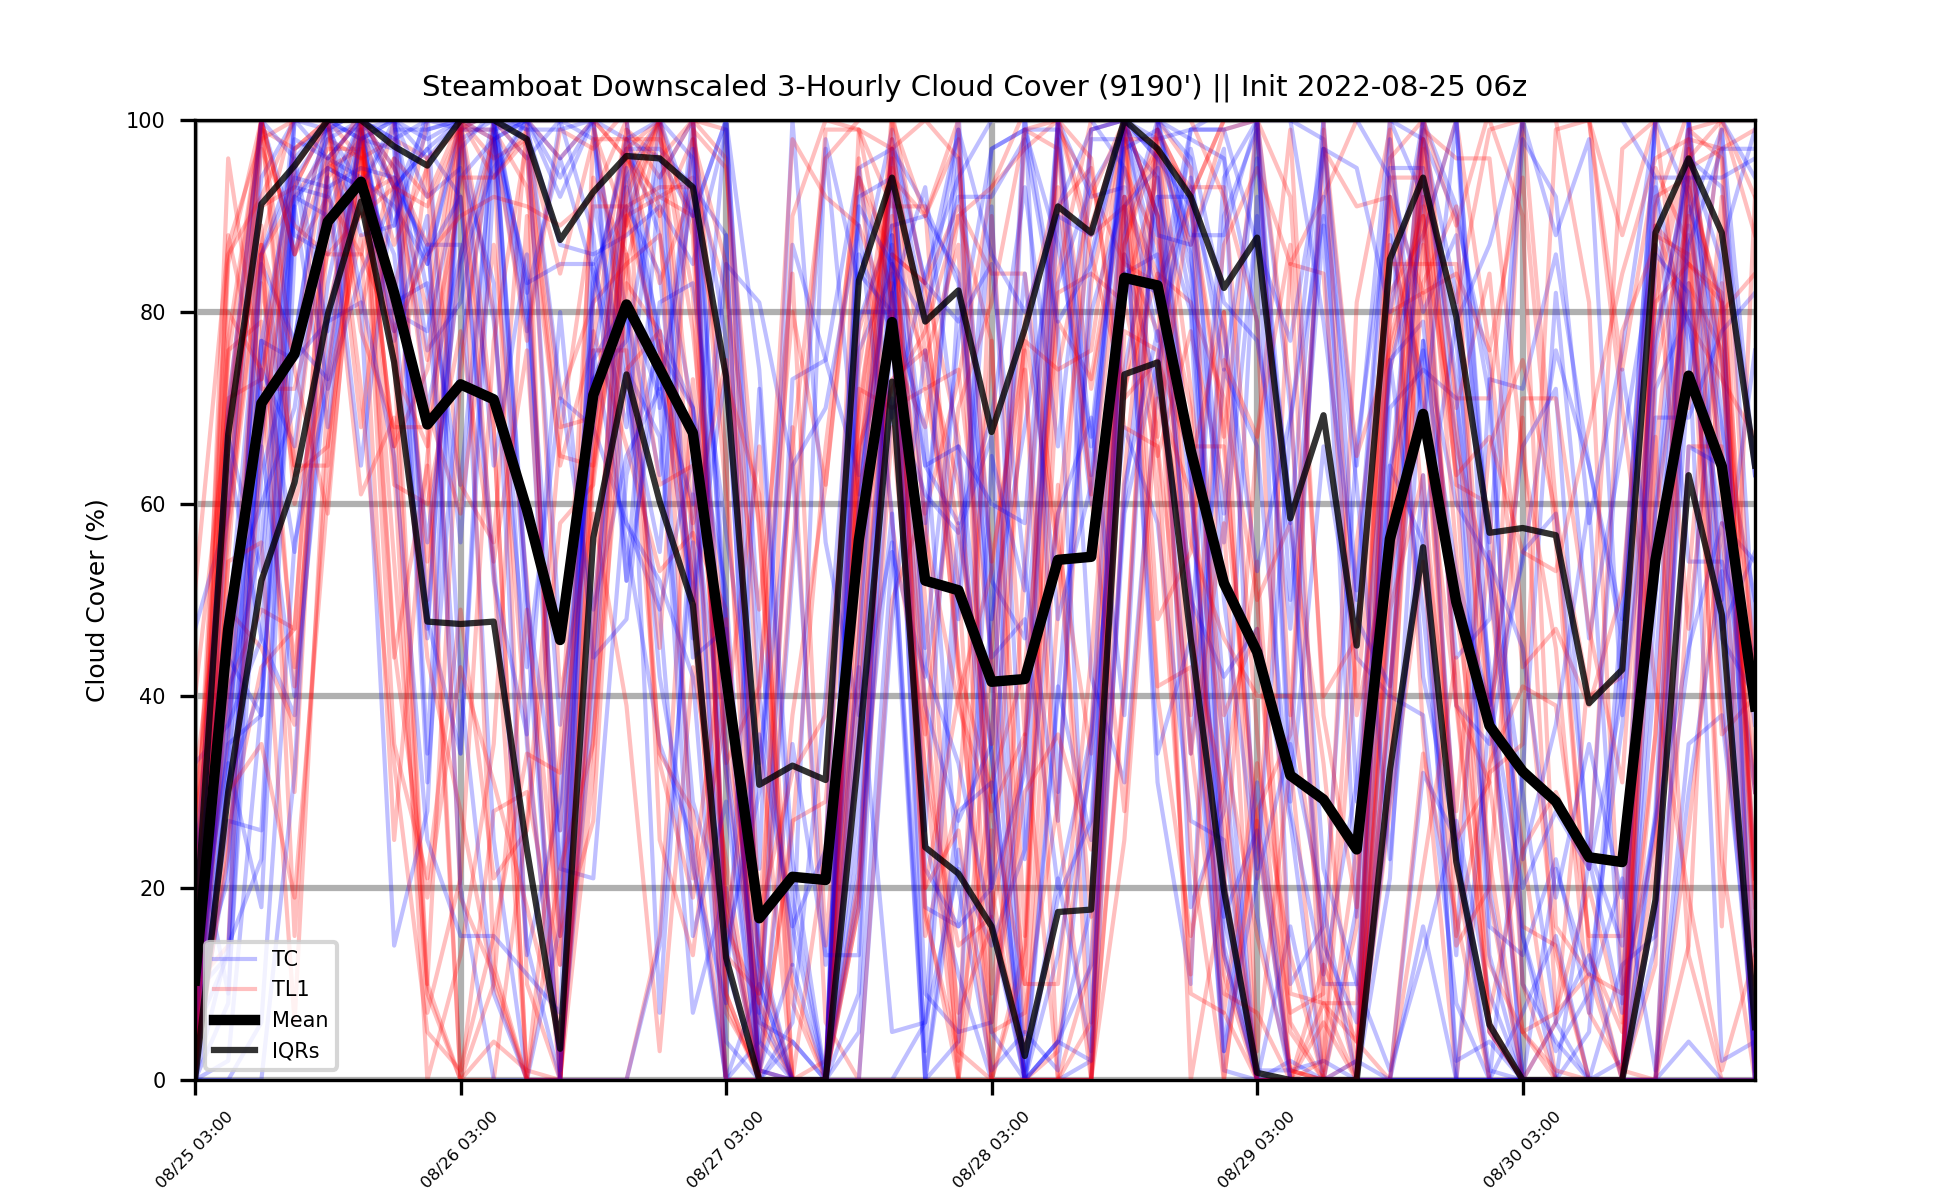 Steamboat Downscaled 3-Hourly Cloud Cover (9190') || Init 2022-08-25 06z
Cloud Cover (%)
100
80
60
40
20
0
TC
TL1
Mean
IQRs
08/25 03:00
08/26 03:00
08/27 03:00
08/28 03:00
08/29 03:00
08/30 03:00